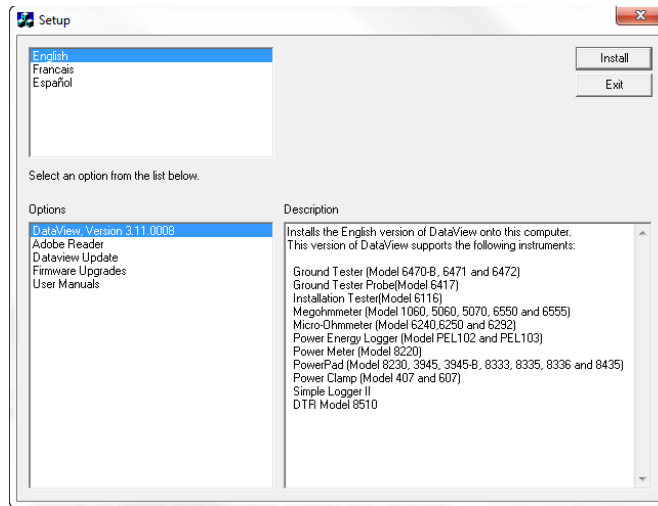 Setup
English
Francais
Español
Install
Exit
Select an option from the list below.
Options
DataView, Version 3.11.0008
Adobe Reader
Dataview Update
Firmware Upgrades
User Manuals
Description
Installs the English version of DataView onto this computer.
This version of DataView supports the following instruments:
Ground Tester (Model 6470-B, 6471 and 6472)
Ground Tester Probe(Model 6417)
Installation Tester(Model 6116)
Megohmmeter (Model 1060, 5060, 5070, 6550 and 6555)
Micro-Ohmmeter (Model 6240,6250 and 6292)
Power Energy Logger (Model PEL102 and PEL103)
Power Meter (Model 8220)
PowerPad (Model 8230, 3945, 3945-B, 8333, 8335, 8336 and 8435)
Power Clamp (Model 407 and 607)
Simple Logger II
DTR Model 8510